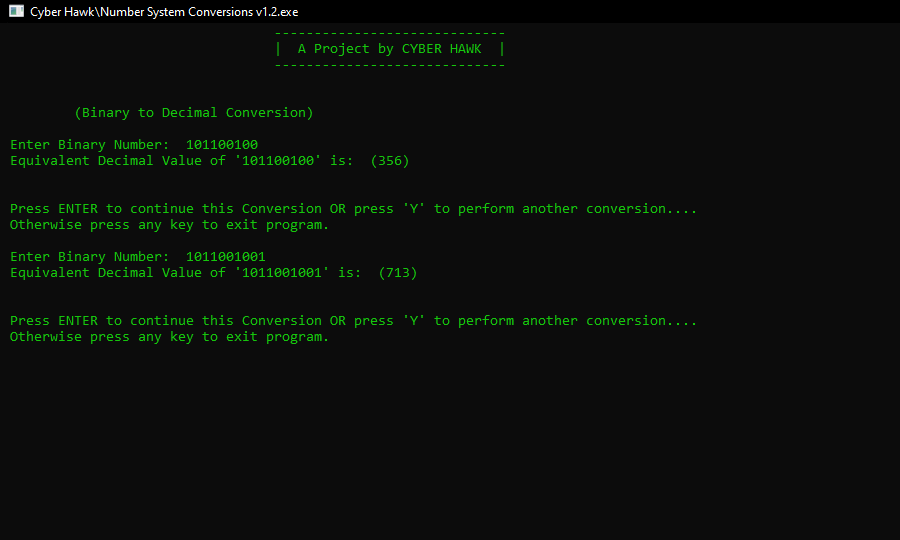 Cyber Hawk\Number System Conversions v1.2.exe
-----------------------------
|  A Project by CYBER HAWK  |
-----------------------------
(Binary to Decimal Conversion)
Enter Binary Number:  101100100
Equivalent Decimal Value of '101100100' is:  (356)
Press ENTER to continue this Conversion OR press 'Y' to perform another conversion....
Otherwise press any key to exit program.
Enter Binary Number:  1011001001
Equivalent Decimal Value of '1011001001' is:  (713)
Press ENTER to continue this Conversion OR press 'Y' to perform another conversion....
Otherwise press any key to exit program.